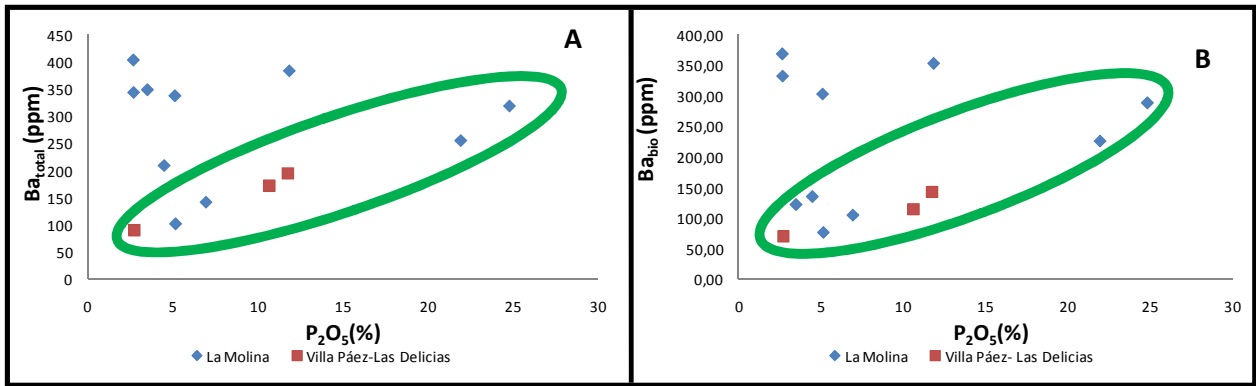 A
Ba_total (ppm)
450
400
350
300
250
200
150
100
50
0
0 5 10 15 20 25 30
P₂O₅(%)
La Molina Villa Páez-Las Delicias
B
Ba_bio (ppm)
400,00
350,00
300,00
250,00
200,00
150,00
100,00
50,00
0,00
0 5 10 15 20 25 30
P₂O₅(%)
La Molina Villa Páez- Las Delicias